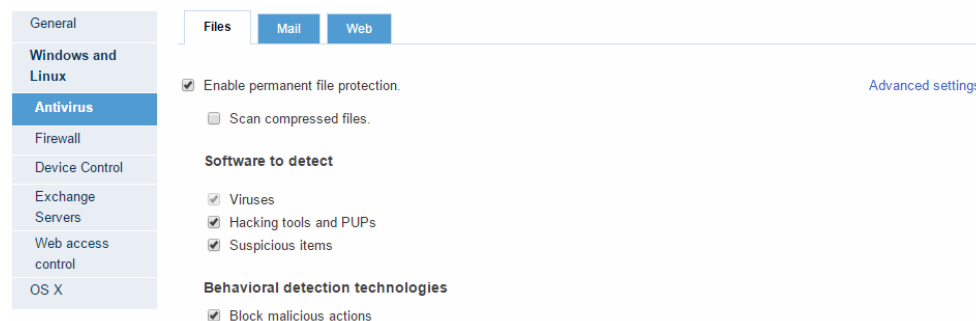 General
Windows and
Linux
Antivirus
Firewall
Device Control
Exchange
Servers
Web access
control
OS X
Files
Mail
Web
Enable permanent file protection.
Advanced settings
Scan compressed files.
Software to detect
Viruses
Hacking tools and PUPs
Suspicious items
Behavioral detection technologies
Block malicious actions